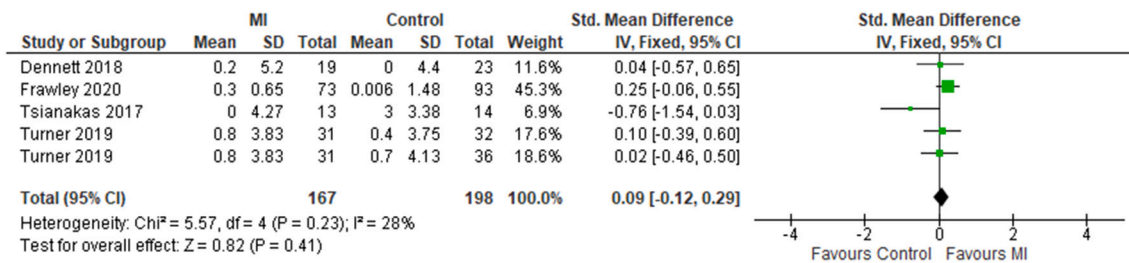 MI Control Std. Mean Difference Std. Mean Difference
Study or Subgroup Mean SD Total Mean SD Total Weight IV, Fixed, 95% CI IV, Fixed, 95% CI
Dennett 2018 0.2 5.2 19 0 4.4 23 11.6% 0.04 [-0.57, 0.65]
Frawley 2020 0.3 0.65 73 0.006 1.48 93 45.3% 0.25 [-0.06, 0.55]
Tsianakas 2017 0 4.27 13 3 3.38 14 6.9% -0.76 [-1.54, 0.03]
Turner 2019 0.8 3.83 31 0.4 3.75 32 17.6% 0.10 [-0.39, 0.60]
Turner 2019 0.8 3.83 31 0.7 4.13 36 18.6% 0.02 [-0.46, 0.50]
Total (95% CI) 167 198 100.0% 0.09 [-0.12, 0.29]
Heterogeneity: Chi² = 5.57, df = 4 (P = 0.23); I² = 28%
Test for overall effect: Z = 0.82 (P = 0.41)
-4 -2 0 2 4
Favours Control Favours MI